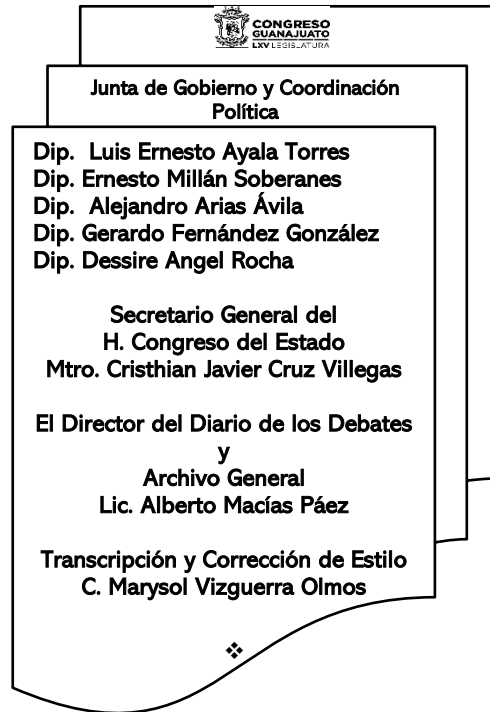 CONGRESO
GUANAJUATO
LXV LEGISLATURA
Junta de Gobierno y Coordinación
Política
Dip. Luis Ernesto Ayala Torres
Dip. Ernesto Millán Soberanes
Dip. Alejandro Arias Ávila
Dip. Gerardo Fernández González
Dip. Dessire Angel Rocha
Secretario General del
H. Congreso del Estado
Mtro. Cristhian Javier Cruz Villegas
El Director del Diario de los Debates
y
Archivo General
Lic. Alberto Macías Páez
Transcripción y Corrección de Estilo
C. Marysol Vizguerra Olmos